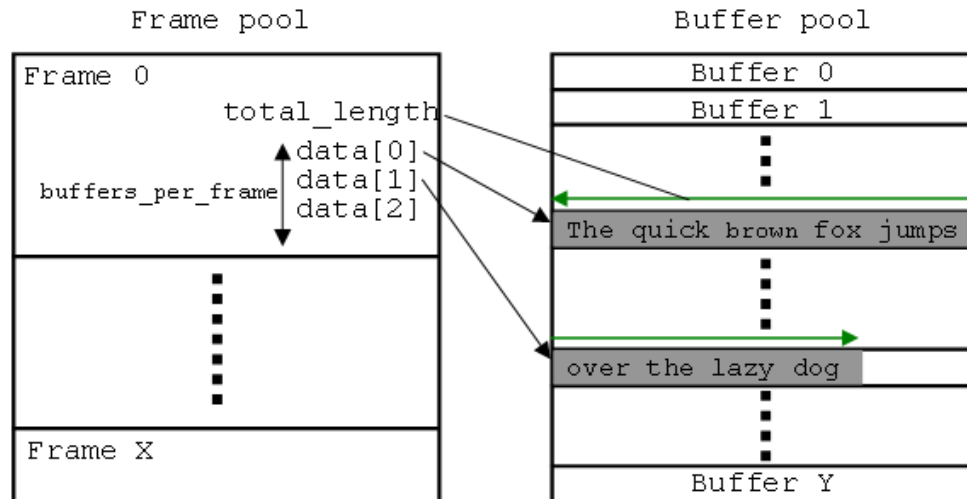 Frame pool
Buffer pool
Frame 0
total_length
data[0]
data[1]
data[2]
buffers_per_frame
Frame X
Buffer 0
Buffer 1
The quick brown fox jumps
over the lazy dog
Buffer Y